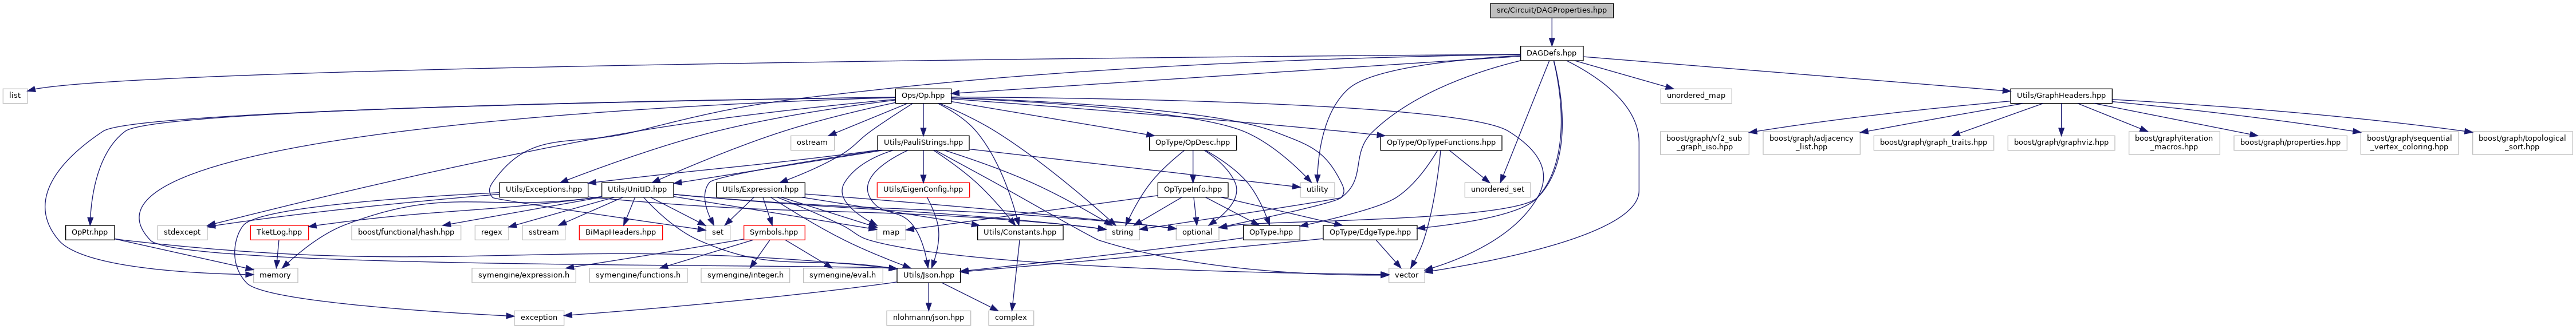 src/Circuit/DAGProperties.hpp
DAGDefs.hpp
list
Ops/Op.hpp
unordered_map
Utils/GraphHeaders.hpp
ostream
Utils/PauliStrings.hpp
OpType/OpDesc.hpp
OpType/OpTypeFunctions.hpp
boost/graph/vf2_sub
_graph_iso.hpp
boost/graph/adjacency
_list.hpp
boost/graph/graph_traits.hpp
boost/graph/graphviz.hpp
boost/graph/iteration
_macros.hpp
boost/graph/properties.hpp
boost/graph/sequential
_vertex_coloring.hpp
boost/graph/topological
_sort.hpp
Utils/Exceptions.hpp
Utils/UnitID.hpp
Utils/Expression.hpp
Utils/EigenConfig.hpp
OpTypeInfo.hpp
utility
unordered_set
OpPtr.hpp
stdexcept
TketLog.hpp
boost/functional/hash.hpp
regex
sstream
BiMapHeaders.hpp
set
Symbols.hpp
map
Utils/Constants.hpp
string
optional
OpType.hpp
OpType/EdgeType.hpp
memory
symengine/expression.h
symengine/functions.h
symengine/integer.h
symengine/eval.h
Utils/Json.hpp
vector
exception
nlohmann/json.hpp
complex